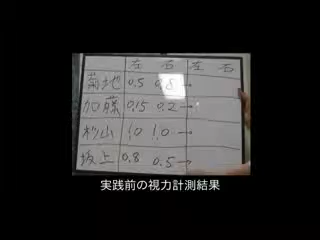 左 右 左 右
菊地 0.5 0.8→
加藤 0.15 0.2→
杉山 1.0 1.0→
坂上 0.8 0.5→
実践前の視力計測結果